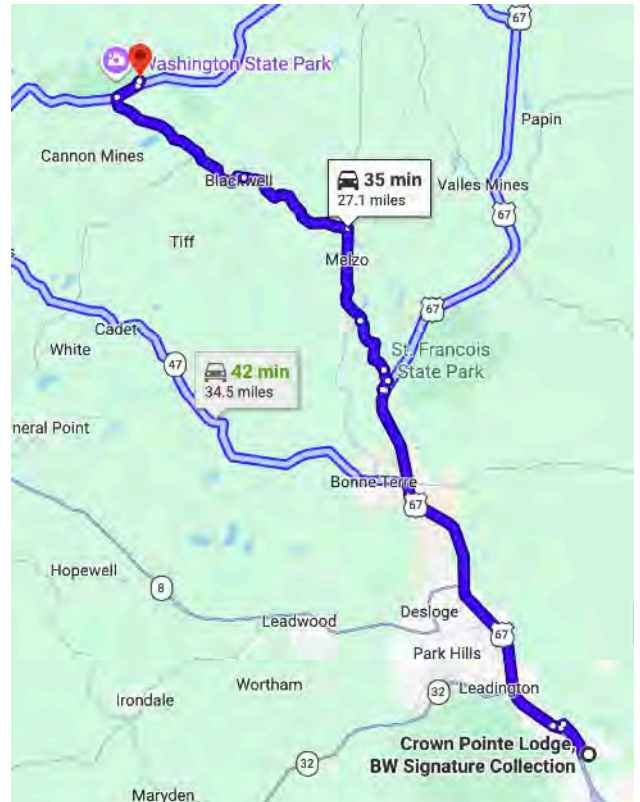 67
Washington State Park
Papin
Cannon Mines
Blackwell
35 min
27.1 miles
Valles Mines
67
Tiff
Melzo
67
Cadet
St. Francois
State Park
White
47
42 min
34.5 miles
neral Point
Bonne Terre
67
Hopewell
8
Desloge
Leadwood
67
Park Hills
Wortham
32
Leadington
Irondale
Crown Pointe Lodge,
BW Signature Collection
32
Maryden